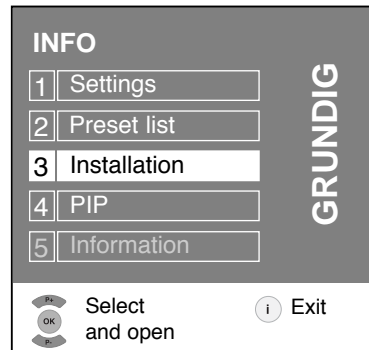 INFO
1 Settings
2 Preset list
3 Installation
4 PIP
5 Information
GRUNDIG
P+
OK
P-
Select
and open
i Exit